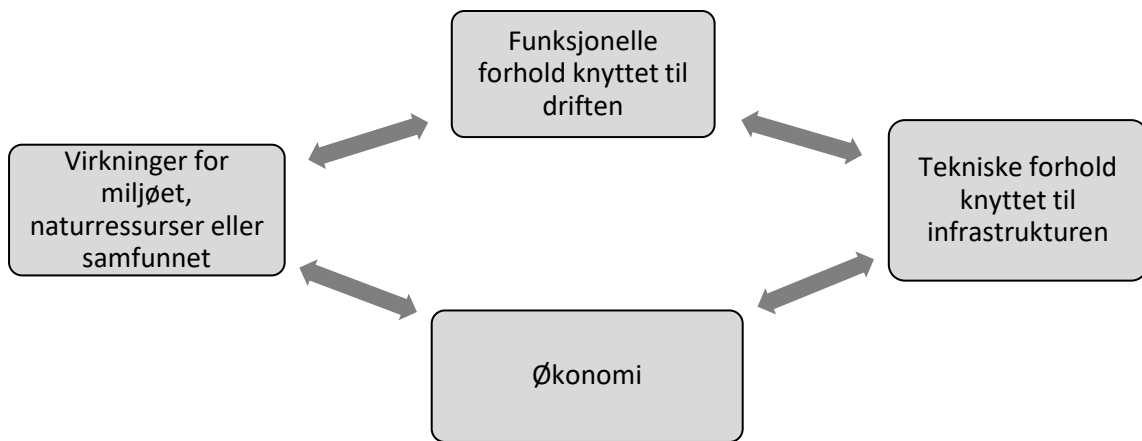 Funksjonelle
forhold knyttet til
driften
Virkninger for
miljøet,
naturressurser eller
samfunnet
Tekniske forhold
knyttet til
infrastrukturen
Økonomi